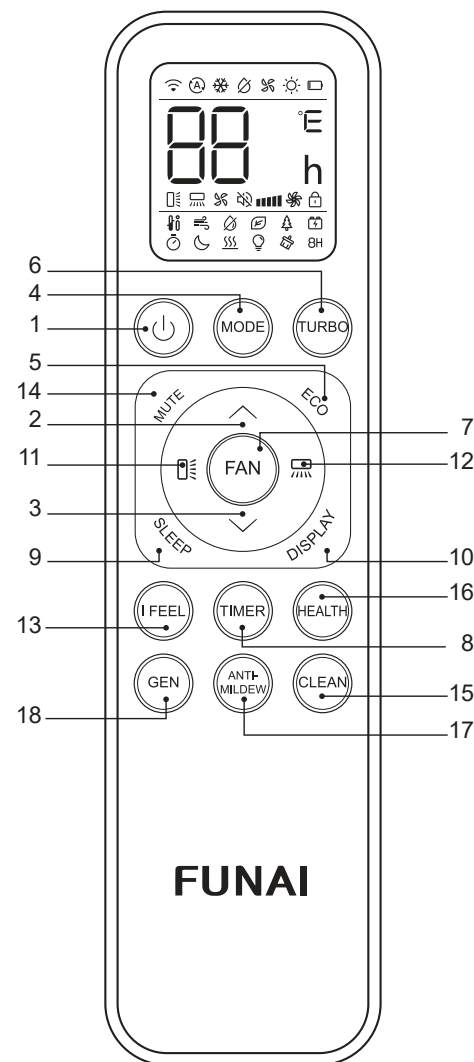 A
88 °E
h
8H
6
4 MODE TURBO
1
5
14 MUTE ECO
2 7
11 FAN 12
3
9 SLEEP DISPLAY 10
16
I FEEL TIMER HEALTH
13 8
GEN ANTI-MILDEW CLEAN 15
18 17
FUNAI